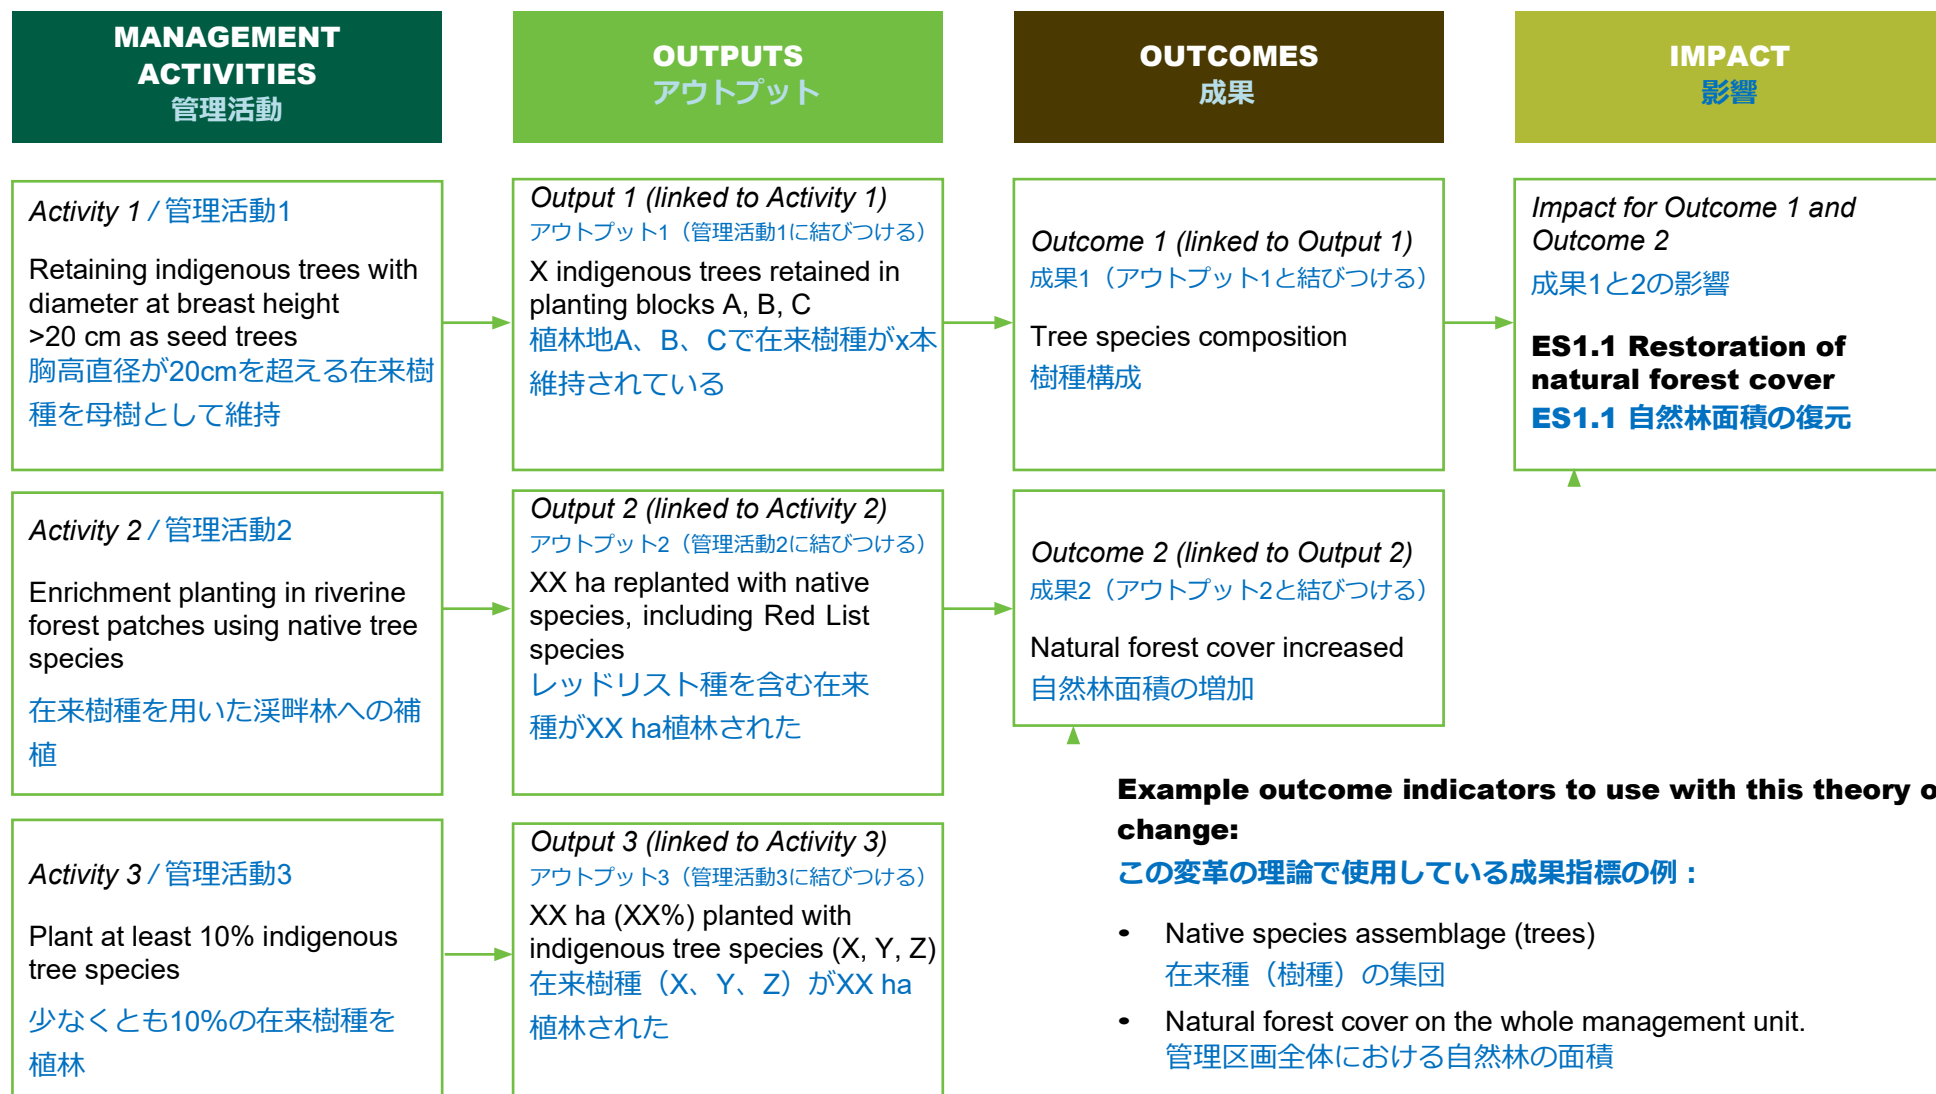 MANAGEMENT
ACTIVITIES
管理活動
OUTPUTS
アウトプット
OUTCOMES
成果
IMPACT
影響
Activity 1 / 管理活動1
Retaining indigenous trees with
diameter at breast height
>20 cm as seed trees
胸高直径が20cmを超える在来樹
種を母樹として維持
Output 1 (linked to Activity 1)
アウトプット1（管理活動1に結びつける）
X indigenous trees retained in
planting blocks A, B, C
植林地A、B、Cで在来樹種がx本
維持されている
Outcome 1 (linked to Output 1)
成果1（アウトプット1と結びつける）
Tree species composition
樹種構成
Impact for Outcome 1 and
Outcome 2
成果1と2の影響
ES1.1 Restoration of
natural forest cover
ES1.1 自然林面積の復元
Activity 2 / 管理活動2
Enrichment planting in riverine
forest patches using native tree
species
在来樹種を用いた渓畔林への補
植
Output 2 (linked to Activity 2)
アウトプット2（管理活動2に結びつける）
XX ha replanted with native
species, including Red List
species
レッドリスト種を含む在来
種がXX ha植林された
Outcome 2 (linked to Output 2)
成果2（アウトプット2と結びつける）
Natural forest cover increased
自然林面積の増加
Activity 3 / 管理活動3
Plant at least 10% indigenous
tree species
少なくとも10%の在来樹種を
植林
Output 3 (linked to Activity 3)
アウトプット3（管理活動3に結びつける）
XX ha (XX%) planted with
indigenous tree species (X, Y, Z)
在来樹種（X、Y、Z）がXX ha
植林された
Example outcome indicators to use with this theory o
change:
この変革の理論で使用している成果指標の例：
• Native species assemblage (trees)
在来種（樹種）の集団
• Natural forest cover on the whole management unit.
管理区画全体における自然林の面積